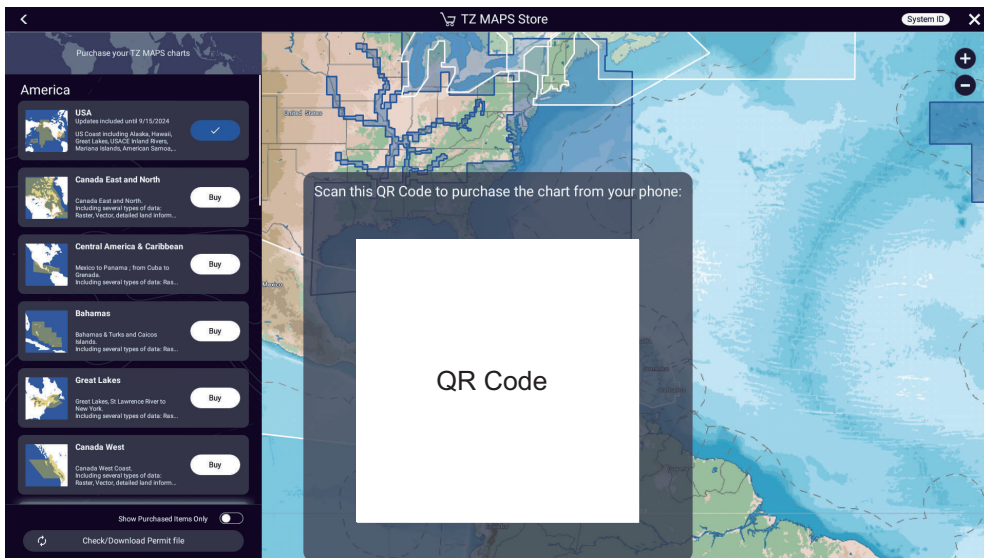 TZ MAPS Store
System ID
Purchase your TZ MAPS charts
America
USA
Updates included until 9/15/2024
US Coast including Alaska, Hawaii,
Great Lakes, USACE Inland Rivers,
Mariana Islands, American Samoa,...
Canada East and North
Canada East and North.
Including several types of data:
Raster, Vector, detailed land inform...
Buy
Central America & Caribbean
Mexico to Panama ; from Cuba to
Grenada.
Including several types of data: Ras...
Buy
Bahamas
Bahamas & Turks and Caicos
Islands.
Including several types of data: Ras...
Buy
Great Lakes
Great Lakes, St Lawrence River to
New York.
Including several types of data: Ras...
Buy
Canada West
Canada West Coast.
Including several types of data:
Raster, Vector, detailed land inform...
Buy
Show Purchased Items Only
Check/Download Permit file
United States
Mexico
Scan this QR Code to purchase the chart from your phone:
QR Code